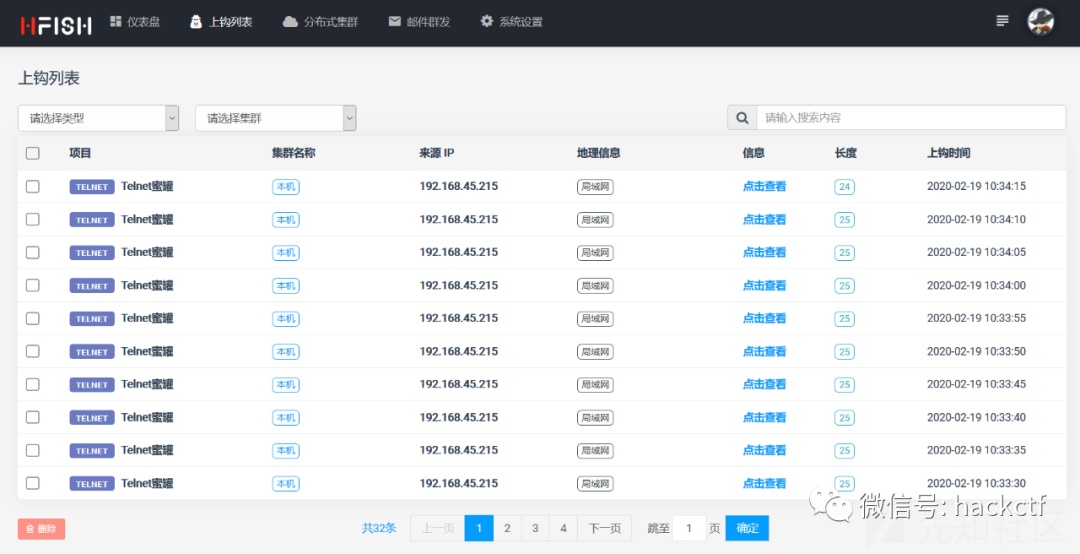 HFISH 仪表盘 上钩列表 分布式集群 邮件群发 系统设置
上钩列表
请选择类型 请选择集群 请输入搜索内容
项目 集群名称 来源 IP 地理信息 信息 长度 上钩时间
TELNET Telnet蜜罐 本机 192.168.45.215 局域网 点击查看 24 2020-02-19 10:34:15
TELNET Telnet蜜罐 本机 192.168.45.215 局域网 点击查看 25 2020-02-19 10:34:10
TELNET Telnet蜜罐 本机 192.168.45.215 局域网 点击查看 25 2020-02-19 10:34:05
TELNET Telnet蜜罐 本机 192.168.45.215 局域网 点击查看 25 2020-02-19 10:34:00
TELNET Telnet蜜罐 本机 192.168.45.215 局域网 点击查看 25 2020-02-19 10:33:55
TELNET Telnet蜜罐 本机 192.168.45.215 局域网 点击查看 25 2020-02-19 10:33:50
TELNET Telnet蜜罐 本机 192.168.45.215 局域网 点击查看 25 2020-02-19 10:33:45
TELNET Telnet蜜罐 本机 192.168.45.215 局域网 点击查看 25 2020-02-19 10:33:40
TELNET Telnet蜜罐 本机 192.168.45.215 局域网 点击查看 25 2020-02-19 10:33:35
TELNET Telnet蜜罐 本机 192.168.45.215 局域网 点击查看 25 2020-02-19 10:33:30
微信号: hackctf
删除 共32条 上一页 1 2 3 4 下一页 跳至 1 页 确定 先知社区